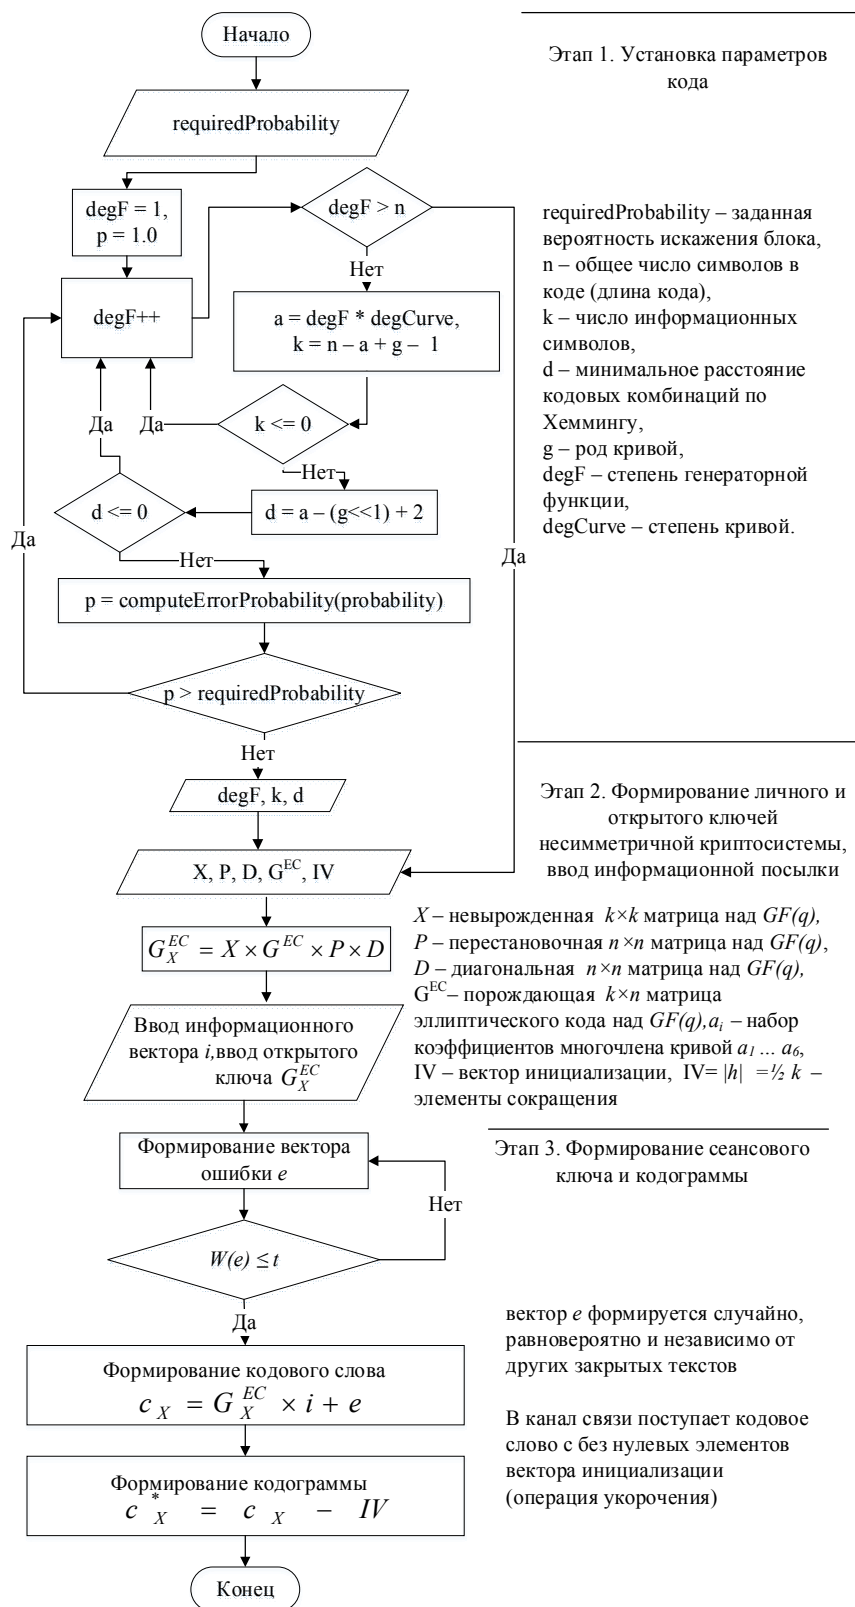 Начало
Этап 1. Установка параметров
кода
requiredProbability
degF = 1,
p = 1.0
degF > n
requiredProbability – заданная
вероятность искажения блока,
n – общее число символов в
коде (длина кода),
k – число информационных
символов,
d – минимальное расстояние
кодовых комбинаций по
Хеммингу,
g – род кривой,
degF – степень генераторной
функции,
degCurve – степень кривой.
Нет
degF++
a = degF * degCurve,
k = n – a + g – 1
Да
Да
k <= 0
Нет
d <= 0
d = a – (g<<1) + 2
Да
Да
Нет
p = computeErrorProbability(probability)
p > requiredProbability
Нет
degF, k, d
Этап 2. Формирование личного и
открытого ключей
несимметричной криптосистемы,
ввод информационной посылки
X, P, D, G^EC, IV
G_X^EC = X × G^EC × P × D
X – невырожденная k×k матрица над GF(q),
P – перестановочная n×n матрица над GF(q),
D – диагональная n×n матрица над GF(q),
G^EC– порождающая k×n матрица
эллиптического кода над GF(q),a_i – набор
коэффициентов многочлена кривой a_1 ... a_6,
IV – вектор инициализации, IV= |h| =½ k –
элементы сокращения
Ввод информационного
вектора i,ввод открытого
ключа G_X^EC
Этап 3. Формирование сеансового
ключа и кодограммы
Формирование вектора
ошибки e
Нет
W(e) ≤ t
Да
вектор e формируется случайно,
равновероятно и независимо от
других закрытых текстов
Формирование кодового слова
c_X = G_X^EC × i + e
В канал связи поступает кодовое
слово с без нулевых элементов
вектора инициализации
(операция укорочения)
Формирование кодограммы
c_X^* = c_X – IV
Конец